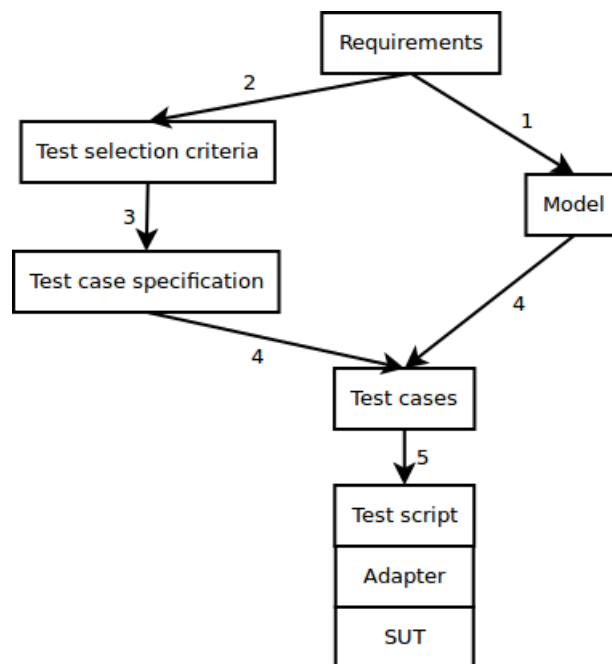 Requirements
2
1
Test selection criteria
Model
3
Test case specification
4
4
Test cases
5
Test script
Adapter
SUT